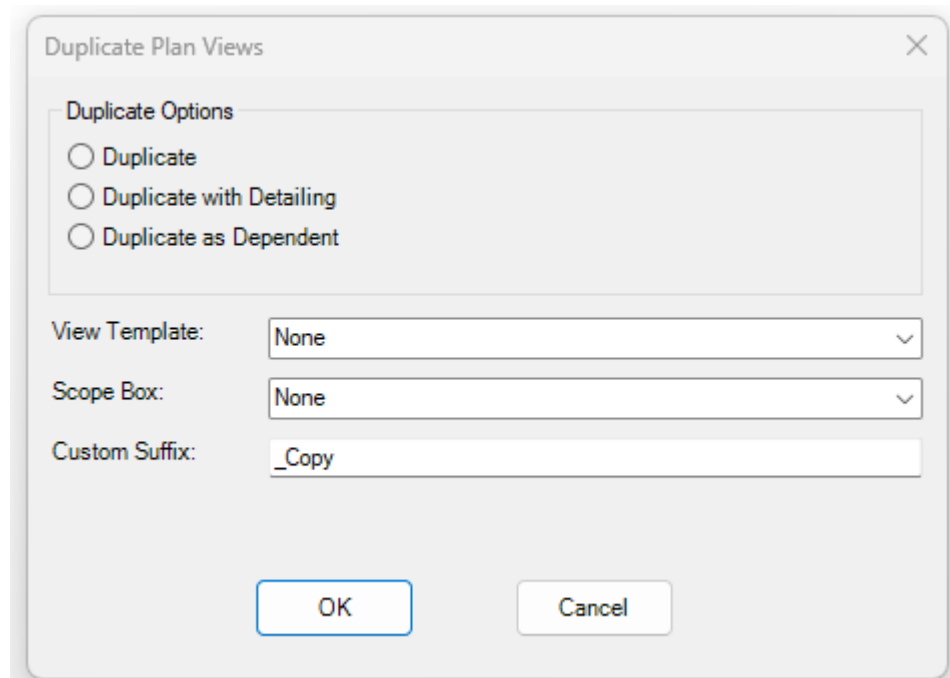 Duplicate Plan Views
Duplicate Options
Duplicate
Duplicate with Detailing
Duplicate as Dependent
View Template: None
Scope Box: None
Custom Suffix: _Copy
OK Cancel